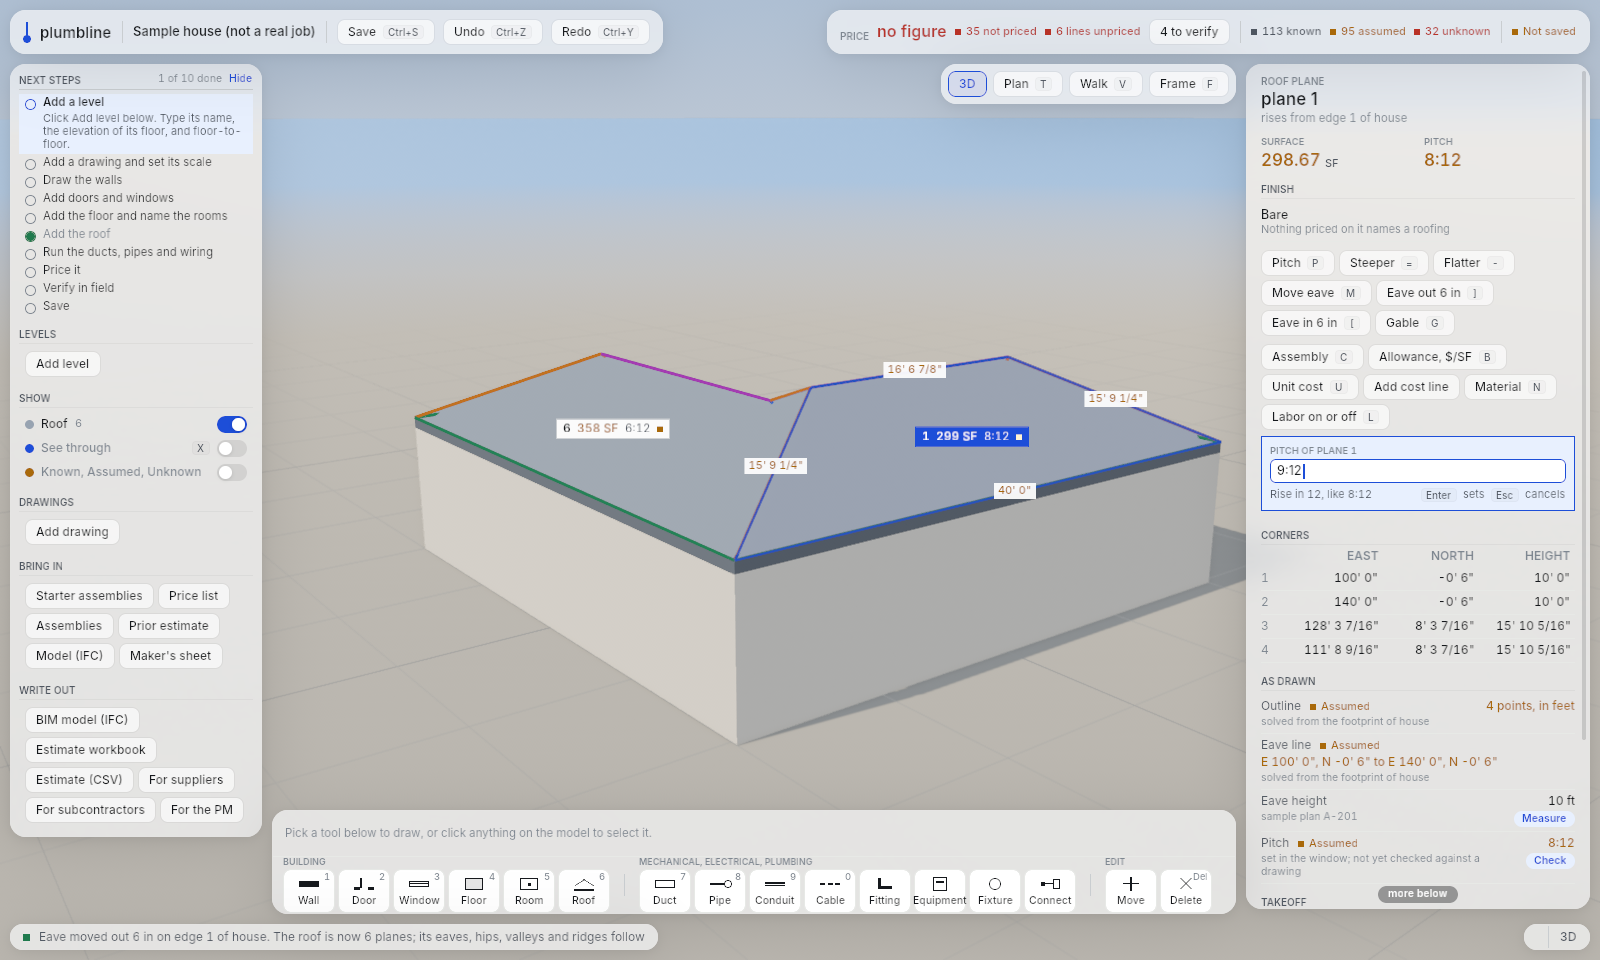 plumbline
Sample house (not a real job)
Save Ctrl+S
Undo Ctrl+Z
Redo Ctrl+Y
PRICE no figure
35 not priced
6 lines unpriced
4 to verify
113 known
95 assumed
32 unknown
Not saved
NEXT STEPS 1 of 10 done Hide
Add a level
Click Add level below. Type its name,
the elevation of its floor, and floor-to-
floor.
Add a drawing and set its scale
Draw the walls
Add doors and windows
Add the floor and name the rooms
Add the roof
Run the ducts, pipes and wiring
Price it
Verify in field
Save
LEVELS
Add level
SHOW
Roof 6
See through X
Known, Assumed, Unknown
DRAWINGS
Add drawing
BRING IN
Starter assemblies Price list
Assemblies Prior estimate
Model (IFC) Maker's sheet
WRITE OUT
BIM model (IFC)
Estimate workbook
Estimate (CSV) For suppliers
For subcontractors For the PM
3D Plan T Walk V Frame F
16' 6 7/8"
15' 9 1/4"
6 358 SF 6:12
1 299 SF 8:12
15' 9 1/4"
40' 0"
ROOF PLANE
plane 1
rises from edge 1 of house
SURFACE PITCH
298.67 SF 8:12
FINISH
Bare
Nothing priced on it names a roofing
Pitch P Steeper = Flatter -
Move eave M Eave out 6 in ]
Eave in 6 in [ Gable G
Assembly C Allowance, $/SF B
Unit cost U Add cost line Material N
Labor on or off L
PITCH OF PLANE 1
9:12
Rise in 12, like 8:12 Enter sets Esc cancels
CORNERS
EAST NORTH HEIGHT
1 100' 0" -0' 6" 10' 0"
2 140' 0" -0' 6" 10' 0"
3 128' 3 7/16" 8' 3 7/16" 15' 10 5/16"
4 111' 8 9/16" 8' 3 7/16" 15' 10 5/16"
AS DRAWN
Outline Assumed 4 points, in feet
solved from the footprint of house
Eave line Assumed
E 100' 0", N -0' 6" to E 140' 0", N -0' 6"
solved from the footprint of house
Eave height 10 ft
sample plan A-201 Measure
Pitch Assumed 8:12
set in the window; not yet checked against a
drawing
Check
more below
TAKEOFF
Pick a tool below to draw, or click anything on the model to select it.
BUILDING MECHANICAL, ELECTRICAL, PLUMBING EDIT
1 2 3 4 5 6 7 8 9 0 Del
Wall Door Window Floor Room Roof Duct Pipe Conduit Cable Fitting Equipment Fixture Connect Move Delete
Eave moved out 6 in on edge 1 of house. The roof is now 6 planes; its eaves, hips, valleys and ridges follow
3D